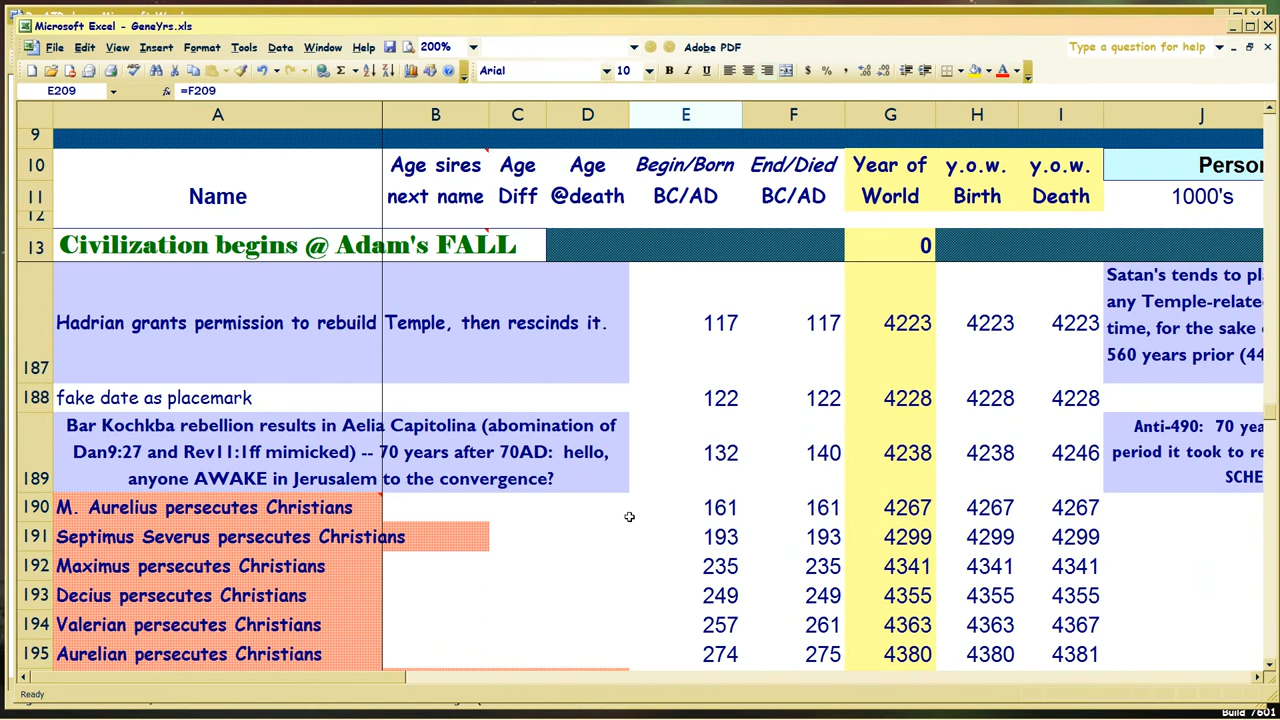 Microsoft Excel - GeneYrs.xls
File Edit View Insert Format Tools Data Window Help 200% Adobe PDF Type a question for help
Arial 10 B I U $ % ,
E209 fx =F209
A B C D E F G H I J
9
10 Age sires Age Age Begin/Born End/Died Year of y.o.w. y.o.w. Person
11 Name next name Diff @death BC/AD BC/AD World Birth Death 1000's
12
13 Civilization begins @ Adam's FALL 0
Satan's tends to pl
any Temple-relate
187 Hadrian grants permission to rebuild Temple, then rescinds it. 117 117 4223 4223 4223 time, for the sake
560 years prior (44
188 fake date as placemark 122 122 4228 4228 4228
Bar Kochkba rebellion results in Aelia Capitolina (abomination of Anti-490: 70 yea
189 Dan9:27 and Rev11:1ff mimicked) -- 70 years after 70AD: hello, 132 140 4238 4238 4246 period it took to re
anyone AWAKE in Jerusalem to the convergence? SCHE
190 M. Aurelius persecutes Christians 161 161 4267 4267 4267
191 Septimus Severus persecutes Christians 193 193 4299 4299 4299
192 Maximus persecutes Christians 235 235 4341 4341 4341
193 Decius persecutes Christians 249 249 4355 4355 4355
194 Valerian persecutes Christians 257 261 4363 4363 4367
195 Aurelian persecutes Christians 274 275 4380 4380 4381
Ready
Build 7601